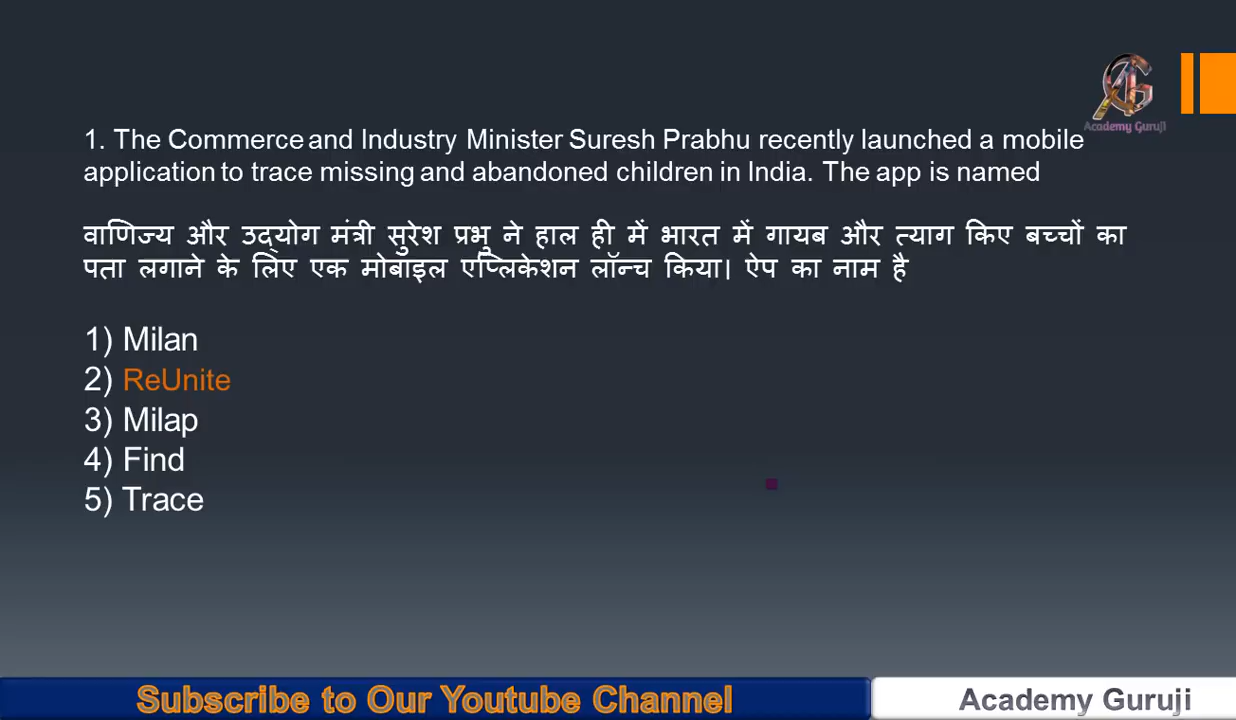 Academy Guruji
1. The Commerce and Industry Minister Suresh Prabhu recently launched a mobile
application to trace missing and abandoned children in India. The app is named
वाणिज्य और उद्योग मंत्री सुरेश प्रभु ने हाल ही में भारत में गायब और त्याग किए बच्चों का
पता लगाने के लिए एक मोबाइल एप्लिकेशन लॉन्च किया। ऐप का नाम है
1) Milan
2) ReUnite
3) Milap
4) Find
5) Trace
Subscribe to Our Youtube Channel
Academy Guruji